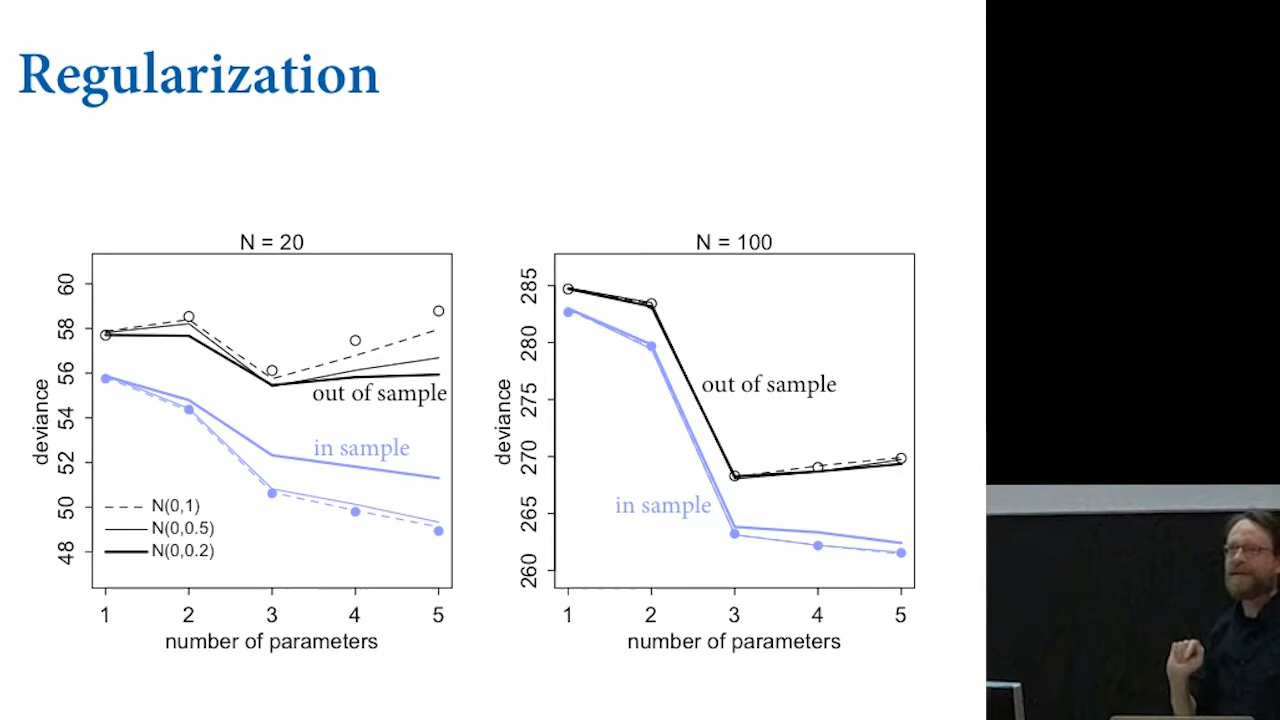 Regularization
N = 20
60
58
56
54
52
50
48
deviance
out of sample
in sample
N(0,1)
N(0,0.5)
N(0,0.2)
1 2 3 4 5
number of parameters
N = 100
285
280
275
270
265
260
deviance
out of sample
in sample
1 2 3 4 5
number of parameters